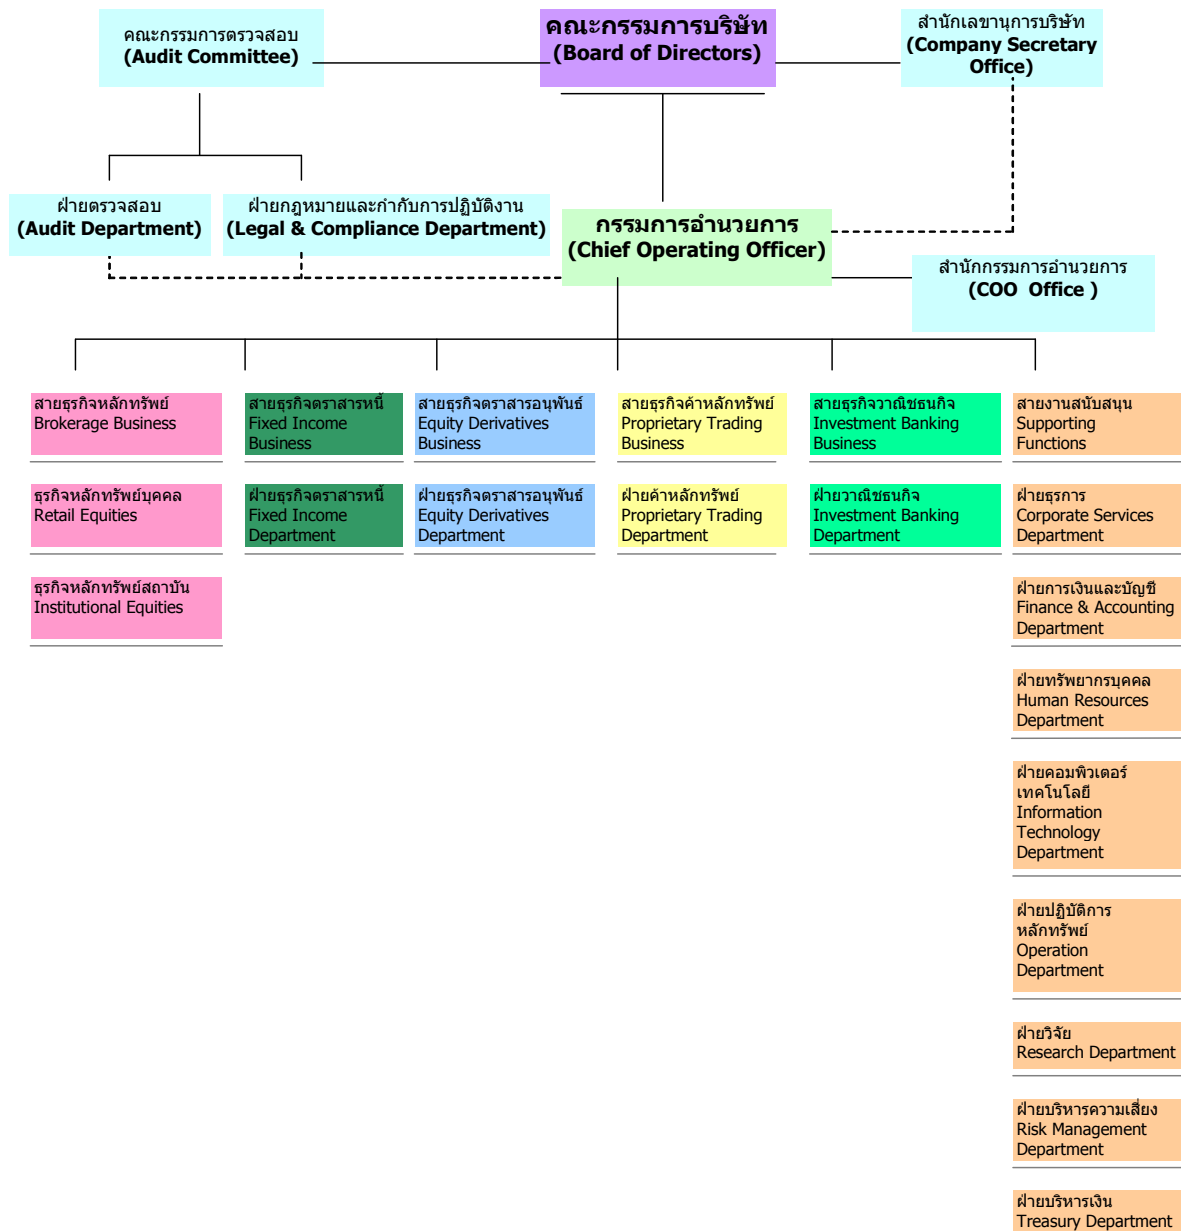 คณะกรรมการตรวจสอบ
(Audit Committee)
คณะกรรมการบริษัท
(Board of Directors)
สำนักเลขานุการบริษัท
(Company Secretary
Office)
ฝ่ายตรวจสอบ
(Audit Department)
ฝ่ายกฎหมายและกำกับการปฏิบัติงาน
(Legal & Compliance Department)
กรรมการอำนวยการ
(Chief Operating Officer)
สำนักกรรมการอำนวยการ
(COO Office )
สายธุรกิจหลักทรัพย์
Brokerage Business
สายธุรกิจตราสารหนี้
Fixed Income
Business
สายธุรกิจตราสารอนุพันธ์
Equity Derivatives
Business
สายธุรกิจค้าหลักทรัพย์
Proprietary Trading
Business
สายธุรกิจวาณิชธนกิจ
Investment Banking
Business
สายงานสนับสนุน
Supporting
Functions
ธุรกิจหลักทรัพย์บุคคล
Retail Equities
ฝ่ายธุรกิจตราสารหนี้
Fixed Income
Department
ฝ่ายธุรกิจตราสารอนุพันธ์
Equity Derivatives
Department
ฝ่ายค้าหลักทรัพย์
Proprietary Trading
Department
ฝ่ายวาณิชธนกิจ
Investment Banking
Department
ฝ่ายธุรการ
Corporate Services
Department
ธุรกิจหลักทรัพย์สถาบัน
Institutional Equities
ฝ่ายการเงินและบัญชี
Finance & Accounting
Department
ฝ่ายทรัพยากรบุคคล
Human Resources
Department
ฝ่ายคอมพิวเตอร์
เทคโนโลยี
Information
Technology
Department
ฝ่ายปฏิบัติการ
หลักทรัพย์
Operation
Department
ฝ่ายวิจัย
Research Department
ฝ่ายบริหารความเสี่ยง
Risk Management
Department
ฝ่ายบริหารเงิน
Treasury Department